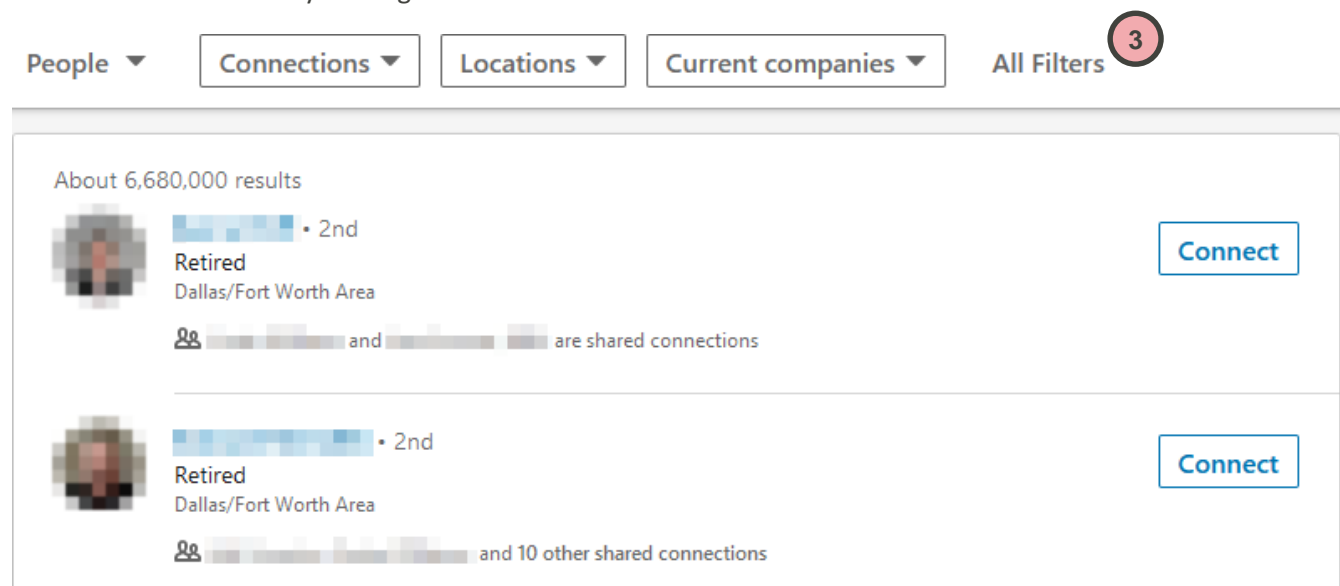 3
People Connections Locations Current companies All Filters
About 6,680,000 results
• 2nd
Connect
Retired
Dallas/Fort Worth Area
and are shared connections
• 2nd
Connect
Retired
Dallas/Fort Worth Area
and 10 other shared connections